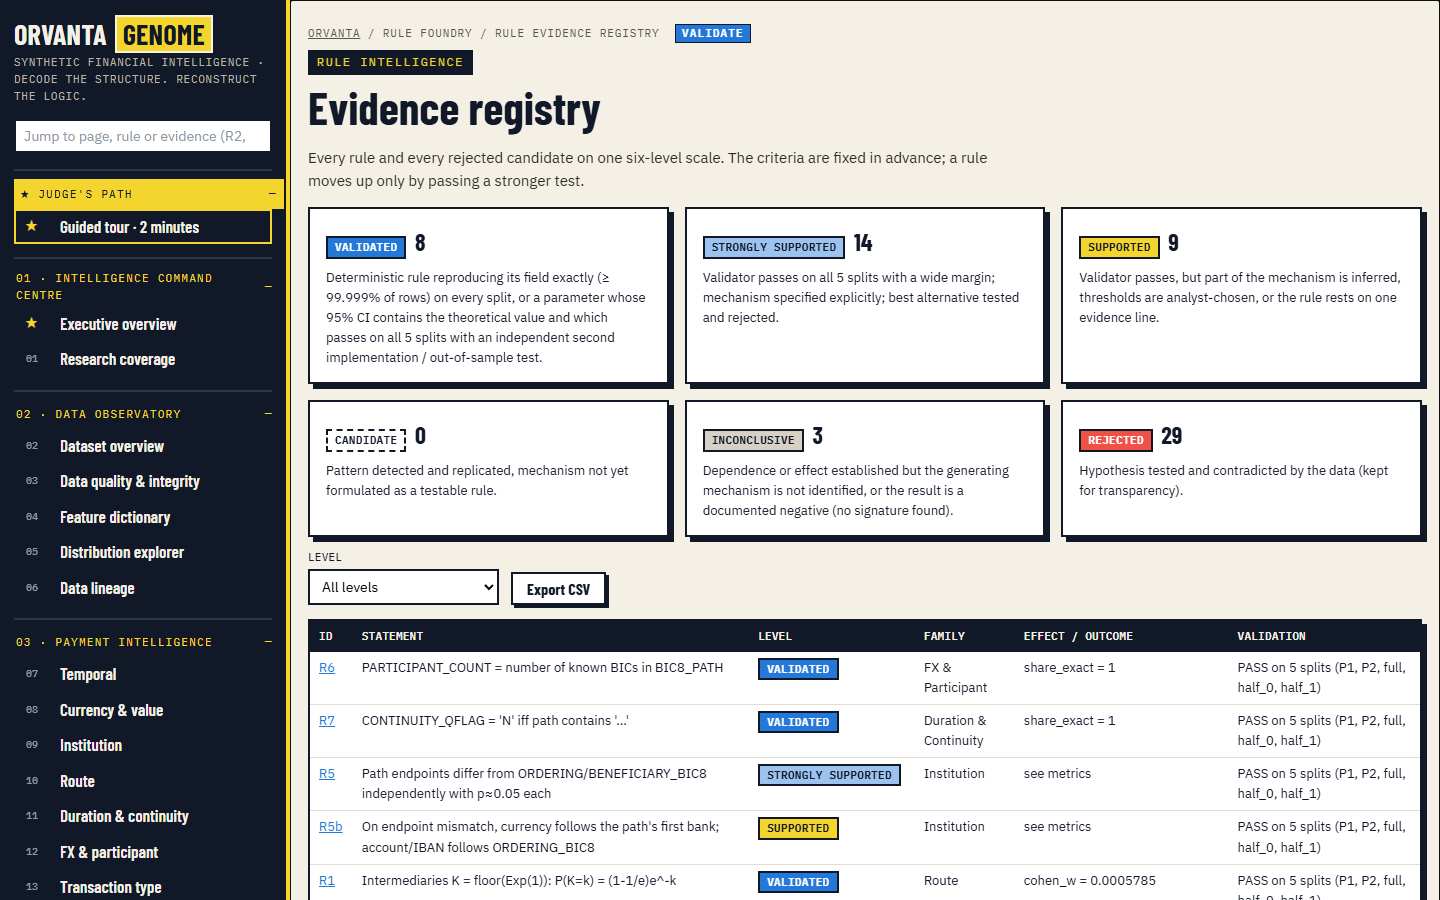 ORVANTA GENOME
SYNTHETIC FINANCIAL INTELLIGENCE ·
DECODE THE STRUCTURE. RECONSTRUCT
THE LOGIC.
Jump to page, rule or evidence (R2,
★ JUDGE'S PATH –
★ Guided tour · 2 minutes
01 · INTELLIGENCE COMMAND
CENTRE –
★ Executive overview
01 Research coverage
02 · DATA OBSERVATORY –
02 Dataset overview
03 Data quality & integrity
04 Feature dictionary
05 Distribution explorer
06 Data lineage
03 · PAYMENT INTELLIGENCE –
07 Temporal
08 Currency & value
09 Institution
10 Route
11 Duration & continuity
12 FX & participant
13 Transaction type
ORVANTA / RULE FOUNDRY / RULE EVIDENCE REGISTRY VALIDATE
RULE INTELLIGENCE
Evidence registry
Every rule and every rejected candidate on one six-level scale. The criteria are fixed in advance; a rule
moves up only by passing a stronger test.
VALIDATED 8
Deterministic rule reproducing its field exactly (≥
99.999% of rows) on every split, or a parameter whose
95% CI contains the theoretical value and which
passes on all 5 splits with an independent second
implementation / out-of-sample test.
STRONGLY SUPPORTED 14
Validator passes on all 5 splits with a wide margin;
mechanism specified explicitly; best alternative tested
and rejected.
SUPPORTED 9
Validator passes, but part of the mechanism is inferred,
thresholds are analyst-chosen, or the rule rests on one
evidence line.
CANDIDATE 0
Pattern detected and replicated, mechanism not yet
formulated as a testable rule.
INCONCLUSIVE 3
Dependence or effect established but the generating
mechanism is not identified, or the result is a
documented negative (no signature found).
REJECTED 29
Hypothesis tested and contradicted by the data (kept
for transparency).
LEVEL
All levels Export CSV
ID STATEMENT LEVEL FAMILY EFFECT / OUTCOME VALIDATION
R6 PARTICIPANT_COUNT = number of known BICs in BIC8_PATH VALIDATED FX & share_exact = 1 PASS on 5 splits (P1, P2, full,
Participant half_0, half_1)
R7 CONTINUITY_QFLAG = 'N' iff path contains '...' VALIDATED Duration & share_exact = 1 PASS on 5 splits (P1, P2, full,
Continuity half_0, half_1)
R5 Path endpoints differ from ORDERING/BENEFICIARY_BIC8 STRONGLY SUPPORTED Institution see metrics PASS on 5 splits (P1, P2, full,
independently with p≈0.05 each half_0, half_1)
R5b On endpoint mismatch, currency follows the path's first bank; SUPPORTED Institution see metrics PASS on 5 splits (P1, P2, full,
account/IBAN follows ORDERING_BIC8 half_0, half_1)
R1 Intermediaries K = floor(Exp(1)): P(K=k) = (1-1/e)e^-k VALIDATED Route cohen_w = 0.0005785 PASS on 5 splits (P1, P2, full,
half_0, half_1)